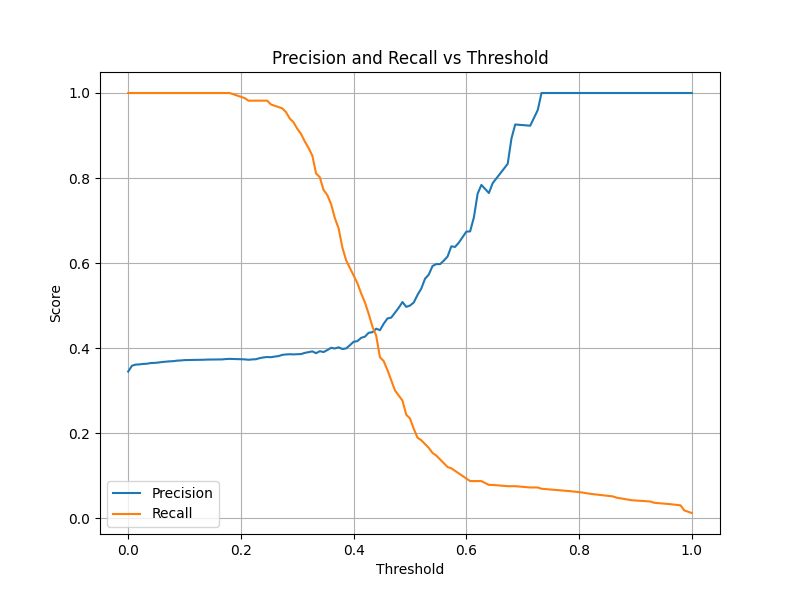 Precision and Recall vs Threshold
1.0
0.8
0.6
0.4
0.2
0.0
Score
Precision
Recall
0.0 0.2 0.4 0.6 0.8 1.0
Threshold